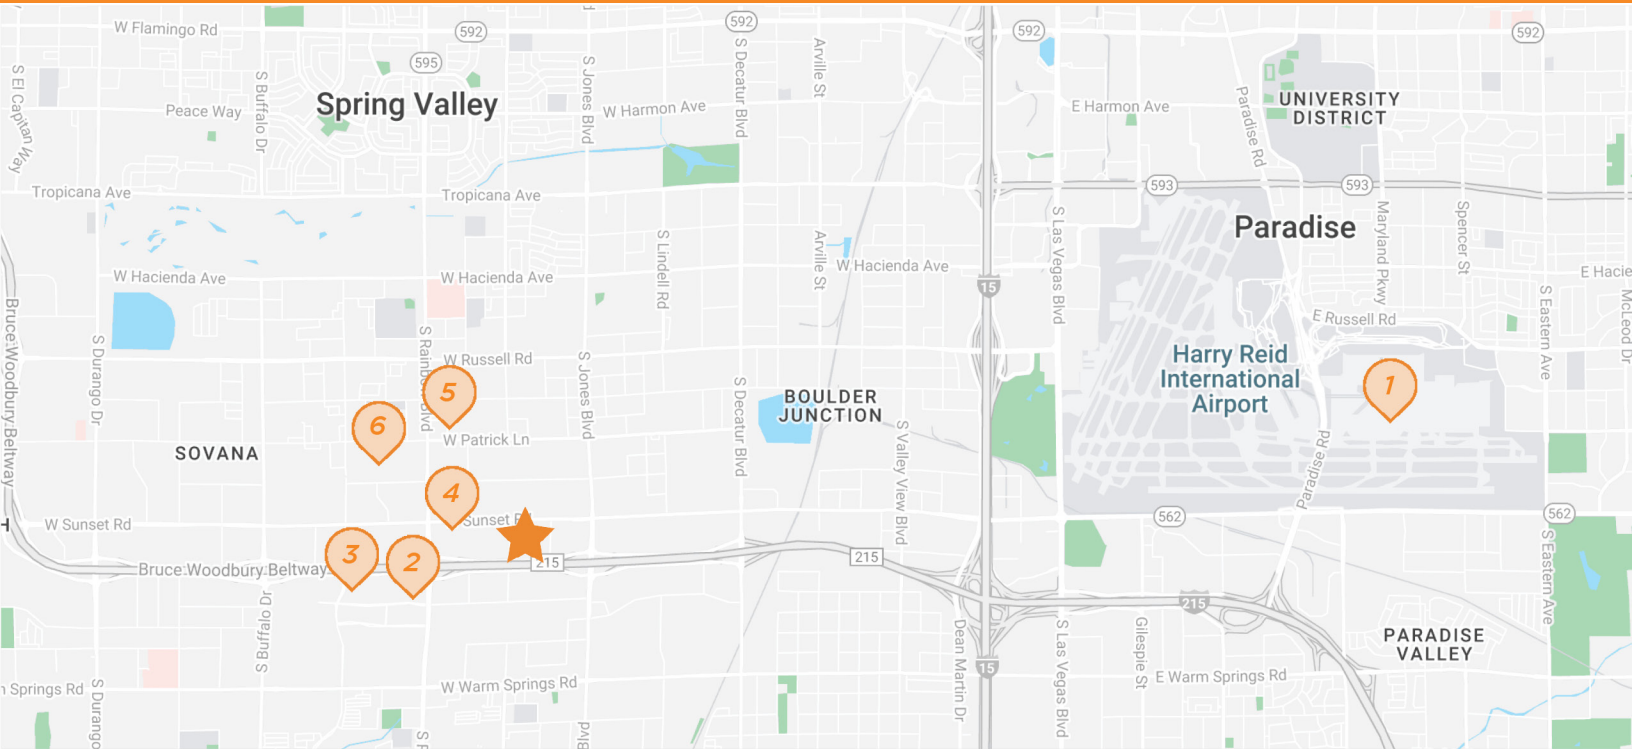 592
592
592
592
W Flamingo Rd
595
S El Capitan Way
S Buffalo Dr
S Jones Blvd
S Decatur Blvd
Arville St
Peace Way
Spring Valley
W Harmon Ave
E Harmon Ave
Paradise Rd
UNIVERSITY
DISTRICT
Tropicana Ave
Tropicana Ave
593
593
S Lindell Rd
Arville St
S Las Vegas Blvd
Paradise
Maryland Pkwy
Spencer St
W Hacienda Ave
W Hacienda Ave
W Hacienda Ave
E Hacie
15
Bruce Woodbury Beltway
S Durango Dr
W Russell Rd
E Russell Rd
S Eastern Ave
McLeod Dr
S Jones Blvd
S Decatur Blvd
Harry Reid
International
Airport
BOULDER
JUNCTION
1
5
6
W Patrick Ln
SOVANA
S Valley View Blvd
Paradise Rd
4
W Sunset Rd
562
562
3
2
Bruce Woodbury Beltway
215
215
215
S Eastern Ave
S Buffalo Dr
Dean Martin Dr
S Las Vegas Blvd
Gilespie St
PARADISE
VALLEY
15
Springs Rd
W Warm Springs Rd
E Warm Springs Rd
S Durango
Blvd